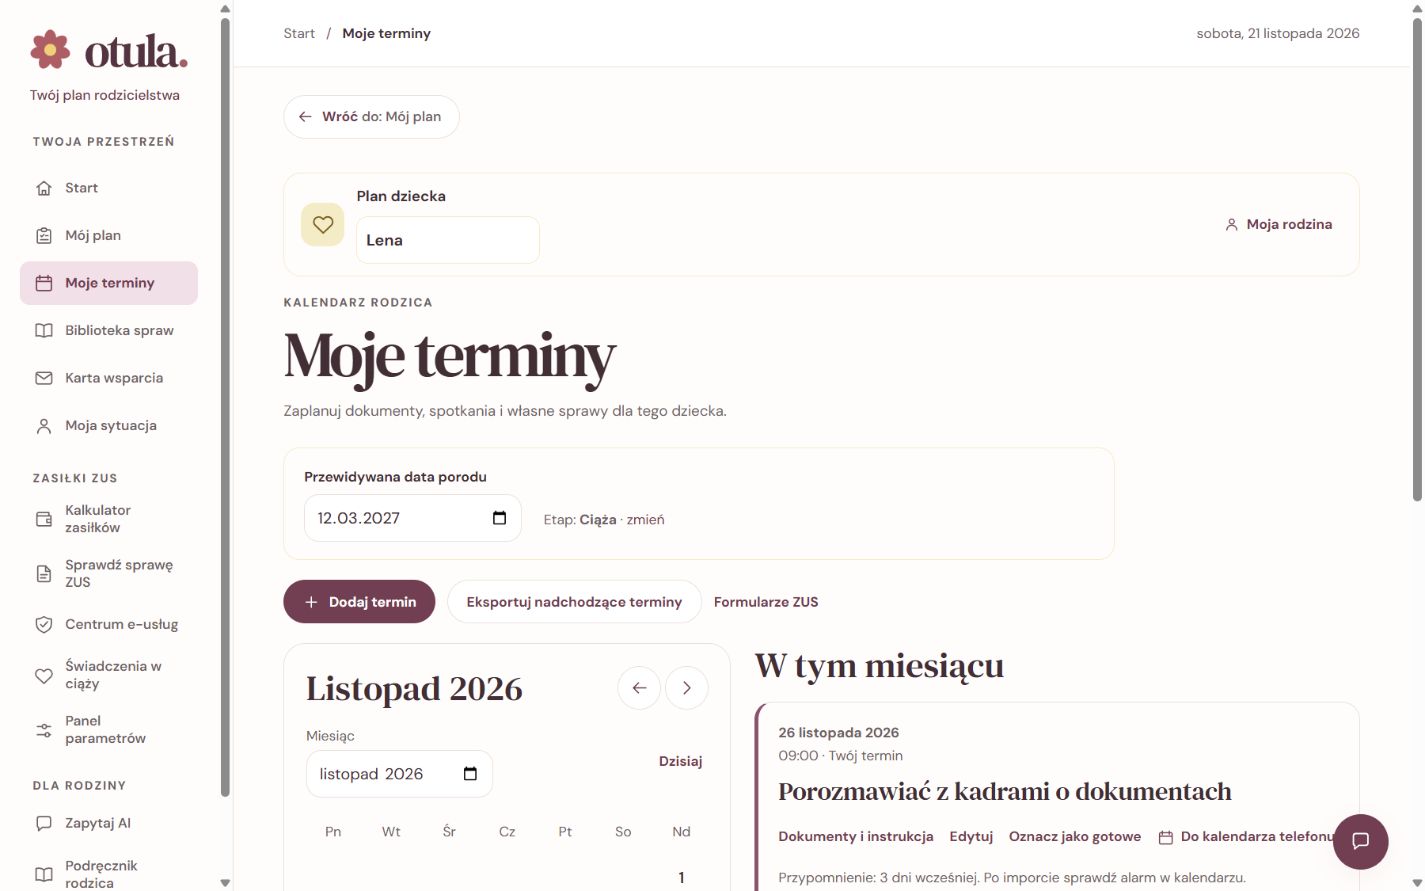 otula.
Twój plan rodzicielstwa
TWOJA PRZESTRZEŃ
Start
Mój plan
Moje terminy
Biblioteka spraw
Karta wsparcia
Moja sytuacja
ZASIŁKI ZUS
Kalkulator
zasiłków
Sprawdź sprawę
ZUS
Centrum e-usług
Świadczenia w
ciąży
Panel
parametrów
DLA RODZINY
Zapytaj AI
Podręcznik
rodzica
Start / Moje terminy
sobota, 21 listopada 2026
Wróć do: Mój plan
Plan dziecka
Lena
Moja rodzina
KALENDARZ RODZICA
Moje terminy
Zaplanuj dokumenty, spotkania i własne sprawy dla tego dziecka.
Przewidywana data porodu
12.03.2027
Etap: Ciąża · zmień
Dodaj termin
Eksportuj nadchodzące terminy
Formularze ZUS
Listopad 2026
Miesiąc
listopad 2026
Dzisiaj
Pn Wt Śr Cz Pt So Nd
1
W tym miesiącu
26 listopada 2026
09:00 · Twój termin
Porozmawiać z kadrami o dokumentach
Dokumenty i instrukcja Edytuj Oznacz jako gotowe Do kalendarza telefonu
Przypomnienie: 3 dni wcześniej. Po imporcie sprawdź alarm w kalendarzu.